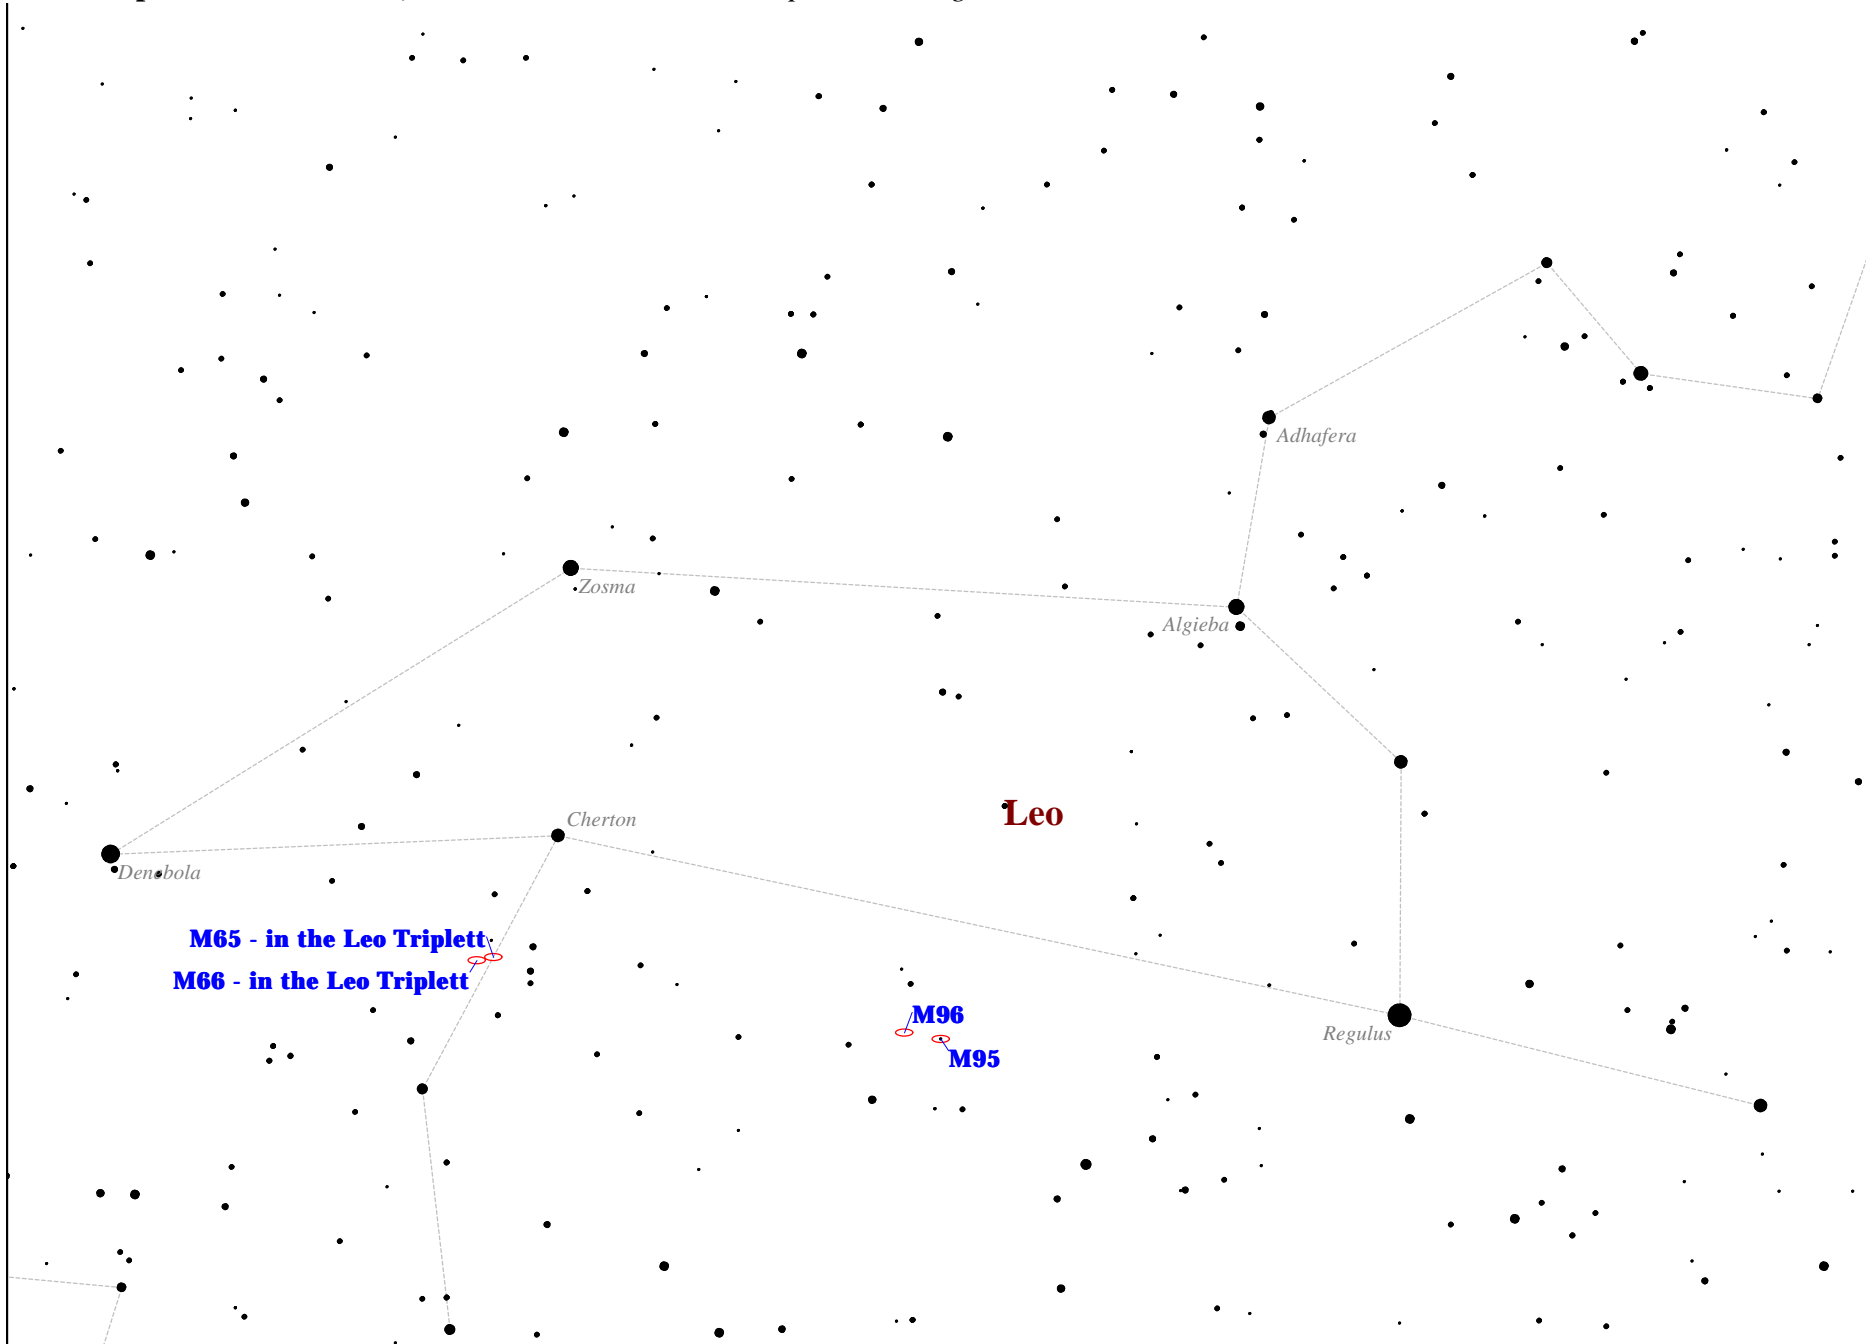 Adhafera
Zosma
Algieba
Leo
Cherton
Denebola
M65 - in the Leo Triplett
M66 - in the Leo Triplett
M96
Regulus
M95